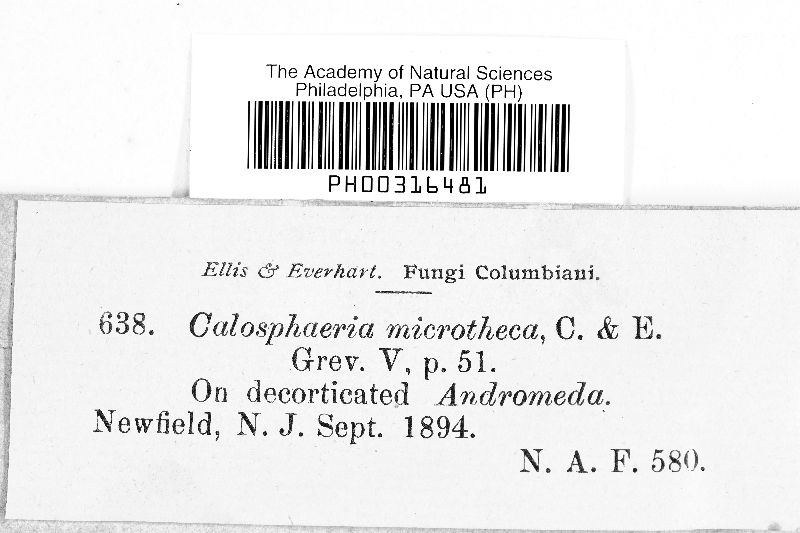 The Academy of Natural Sciences
Philadelphia, PA USA (PH)
PH00316481
Ellis & Everhart. Fungi Columbiani.
638. Calosphaeria microtheca, C. & E.
Grev. V, p. 51.
On decorticated Andromeda.
Newfield, N. J. Sept. 1894.
N. A. F. 580.